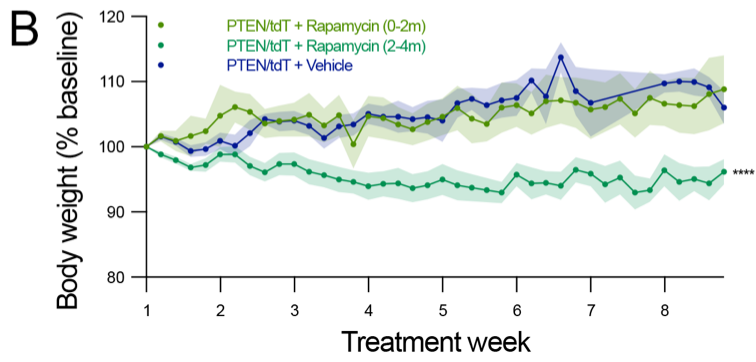 B
PTEN/tdT + Rapamycin (0-2m)
PTEN/tdT + Rapamycin (2-4m)
PTEN/tdT + Vehicle
Body weight (% baseline)
120
110
100
90
80
****
1 2 3 4 5 6 7 8
Treatment week